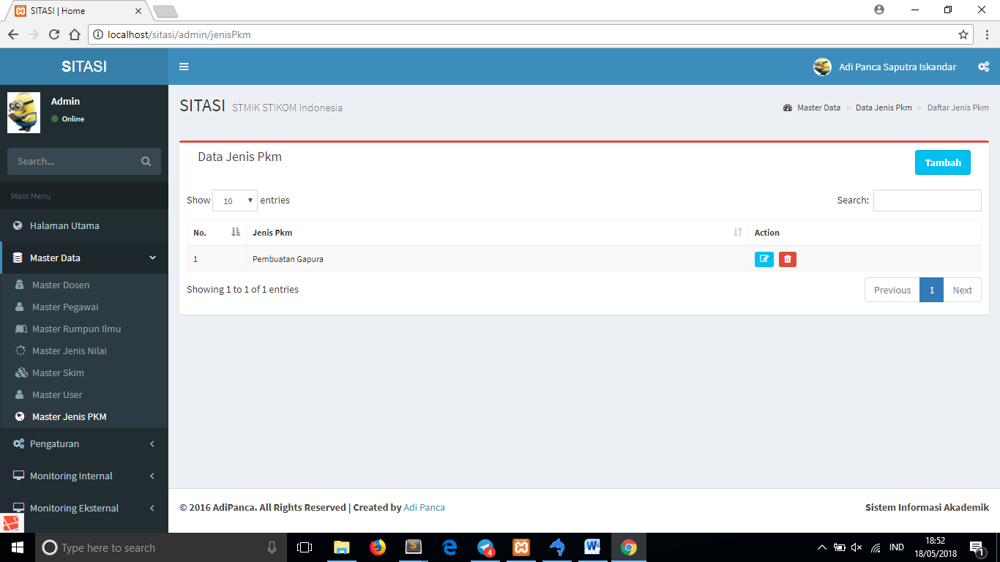 SITASI | Home
localhost/sitasi/admin/jenisPkm
SITASI
Adi Panca Saputra Iskandar
Admin
Online
Search...
Main Menu
Halaman Utama
Master Data
Master Dosen
Master Pegawai
Master Rumpun Ilmu
Master Jenis Nilai
Master Skim
Master User
Master Jenis PKM
Pengaturan
Monitoring Internal
Monitoring Eksternal
SITASI STMIK STIKOM Indonesia
Master Data > Data Jenis Pkm > Daftar Jenis Pkm
Data Jenis Pkm
Tambah
Show 10 entries
Search:
No. Jenis Pkm Action
1 Pembuatan Gapura
Showing 1 to 1 of 1 entries
Previous 1 Next
© 2016 AdiPanca. All Rights Reserved | Created by Adi Panca
Sistem Informasi Akademik
Type here to search
4
IND
18:52
18/05/2018
1